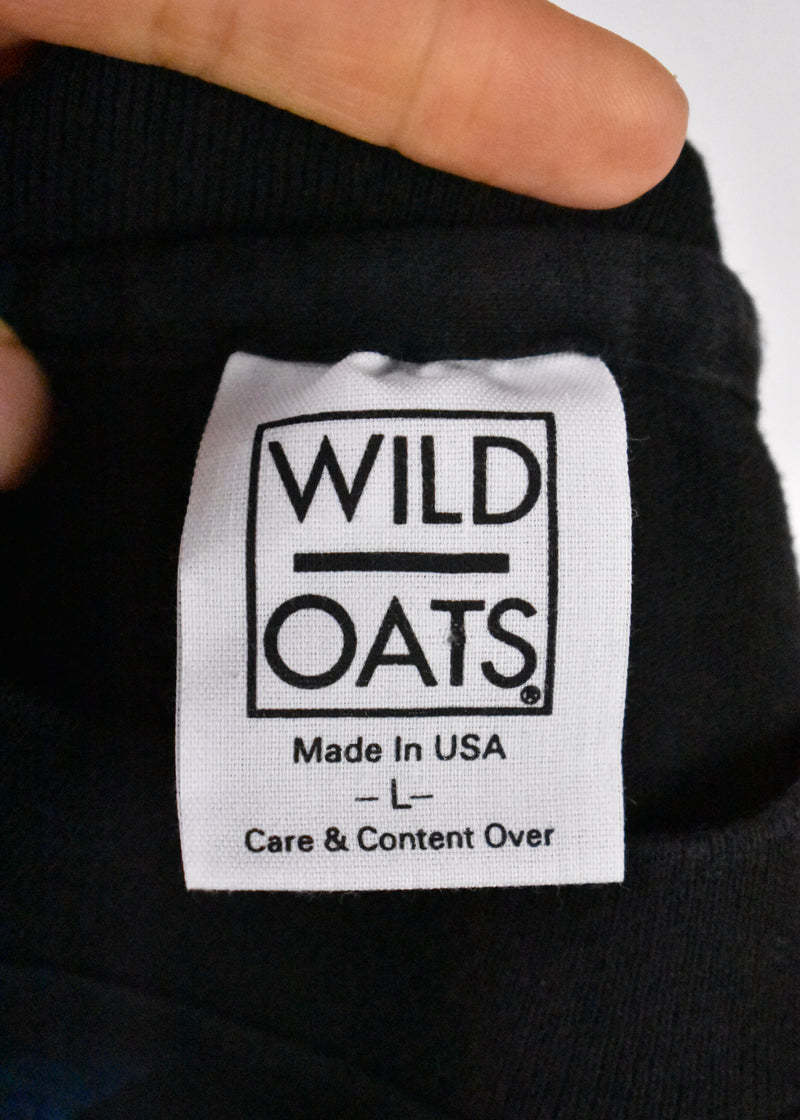 WILD
OATS®
Made In USA
– L –
Care & Content Over